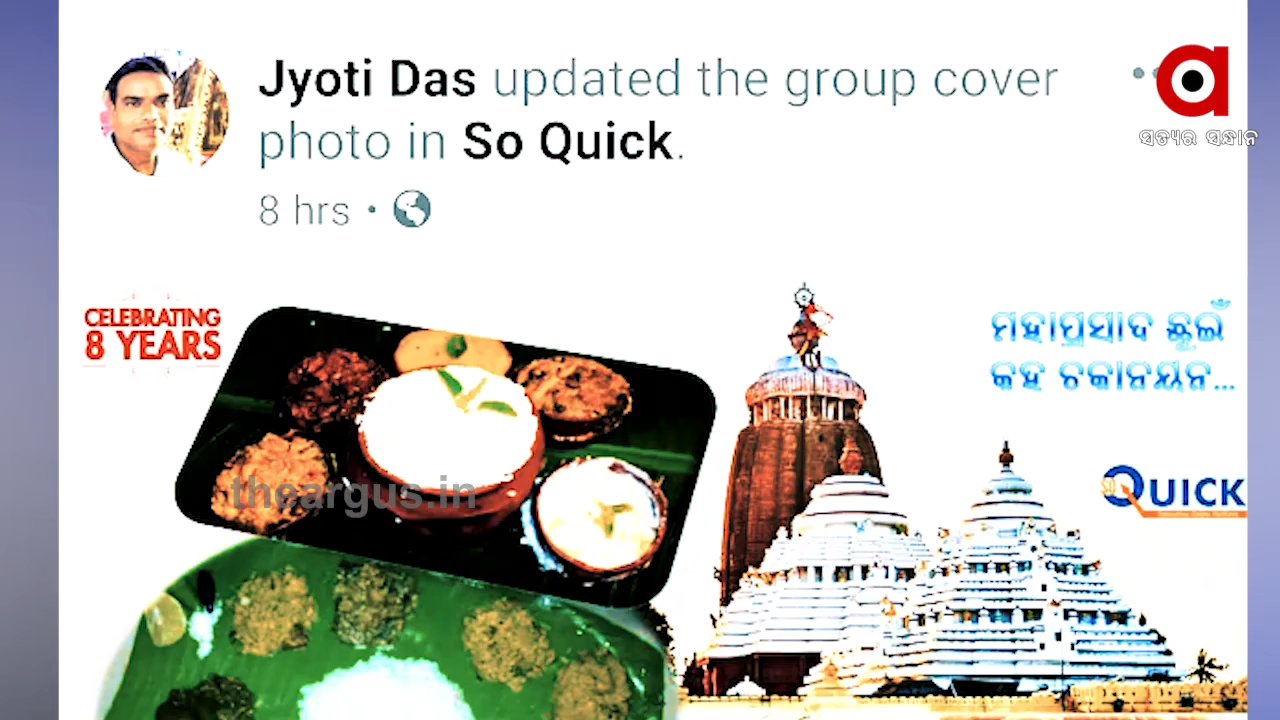 Jyoti Das updated the group cover
photo in So Quick.
8 hrs •
a
ସତ୍ୟର ସନ୍ଧାନ
CELEBRATING
8 YEARS
ମହାପ୍ରସାଦ ଛୁଇଁ
କହ ଚକାନୟନ...
QUICK
theargus.in